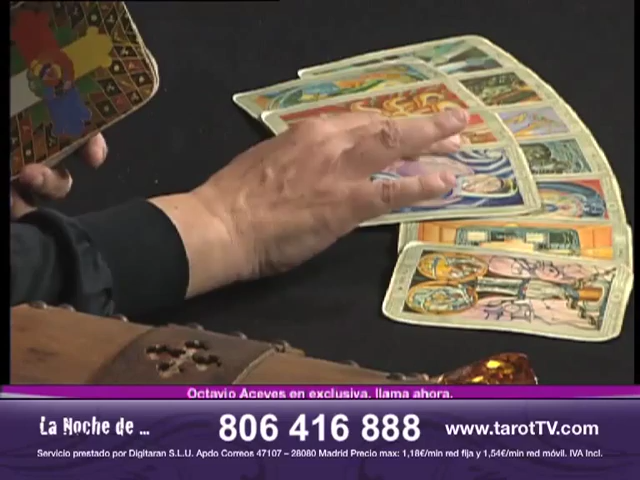 Octavio Aceves en exclusiva, llama ahora.
La Noche de ... 806 416 888 www.tarotTV.com
Servicio prestado por Digitaran S.L.U. Apdo Correos 47107 – 28080 Madrid Precio max: 1,18€/min red fija y 1,54€/min red móvil. IVA Incl.